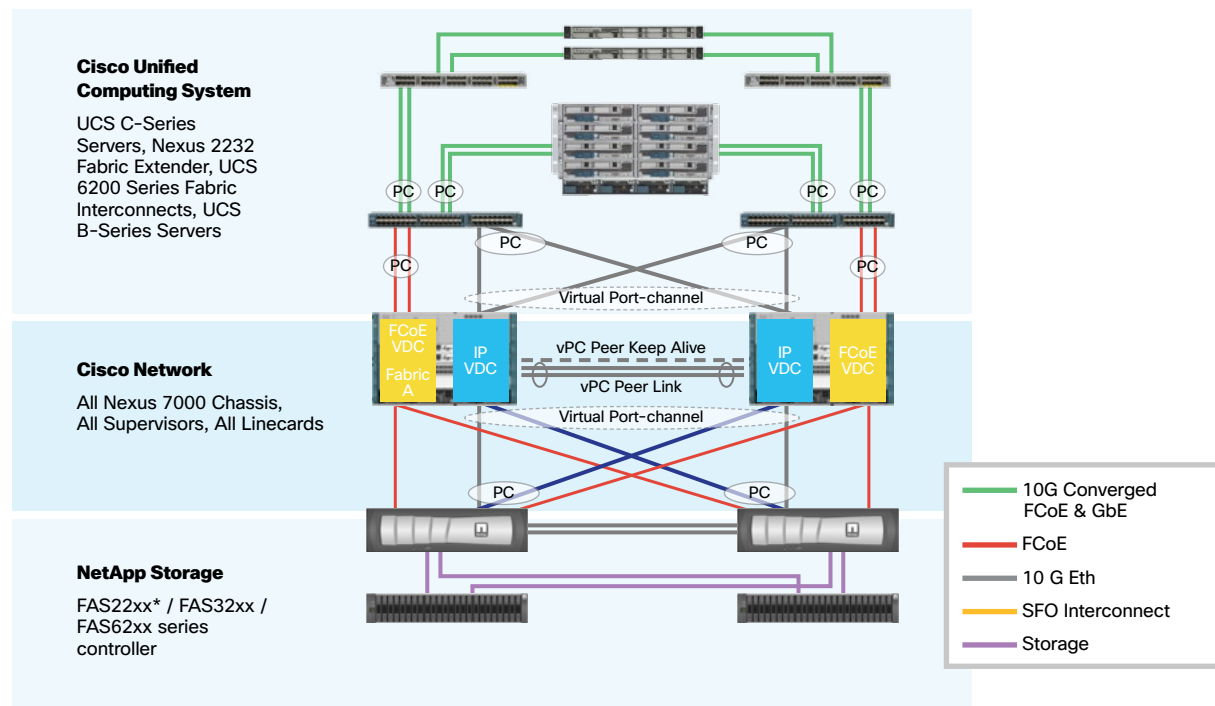 Cisco Unified
Computing System
UCS C-Series
Servers, Nexus 2232
Fabric Extender, UCS
6200 Series Fabric
Interconnects, UCS
B-Series Servers
PC
PC
PC
PC
PC
PC
PC
PC
Virtual Port-channel
Cisco Network
All Nexus 7000 Chassis,
All Supervisors, All Linecards
FCoE
VDC
Fabric
A
IP
VDC
vPC Peer Keep Alive
vPC Peer Link
IP
VDC
FCoE
VDC
Virtual Port-channel
PC
PC
NetApp Storage
FAS22xx* / FAS32xx /
FAS62xx series
controller
10G Converged
FCoE & GbE
FCoE
10 G Eth
SFO Interconnect
Storage